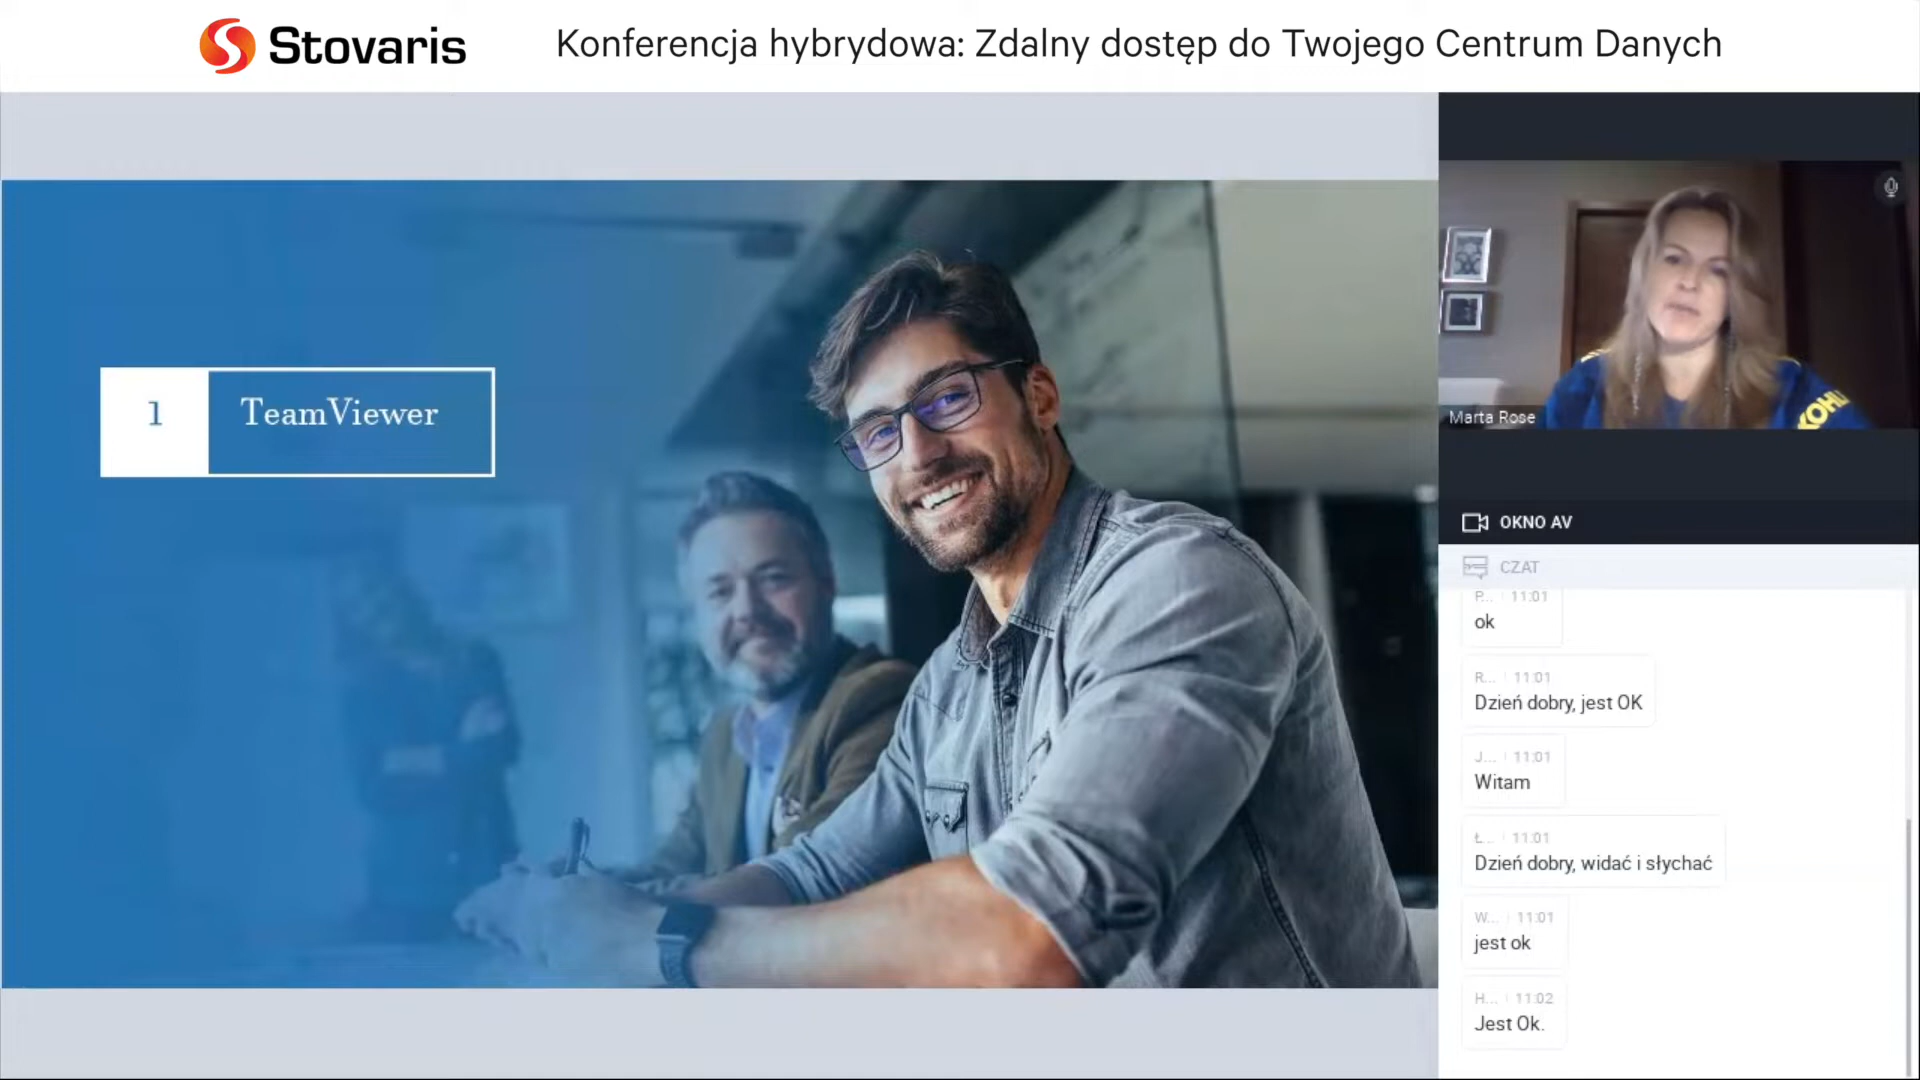 Stovaris
Konferencja hybrydowa: Zdalny dostęp do Twojego Centrum Danych
1
TeamViewer
Marta Rose
KOHL
OKNO AV
CZAT
P... 11:01
ok
R... 11:01
Dzień dobry, jest OK
J... 11:01
Witam
Ł... 11:01
Dzień dobry, widać i słychać
W... 11:01
jest ok
H... 11:02
Jest Ok.